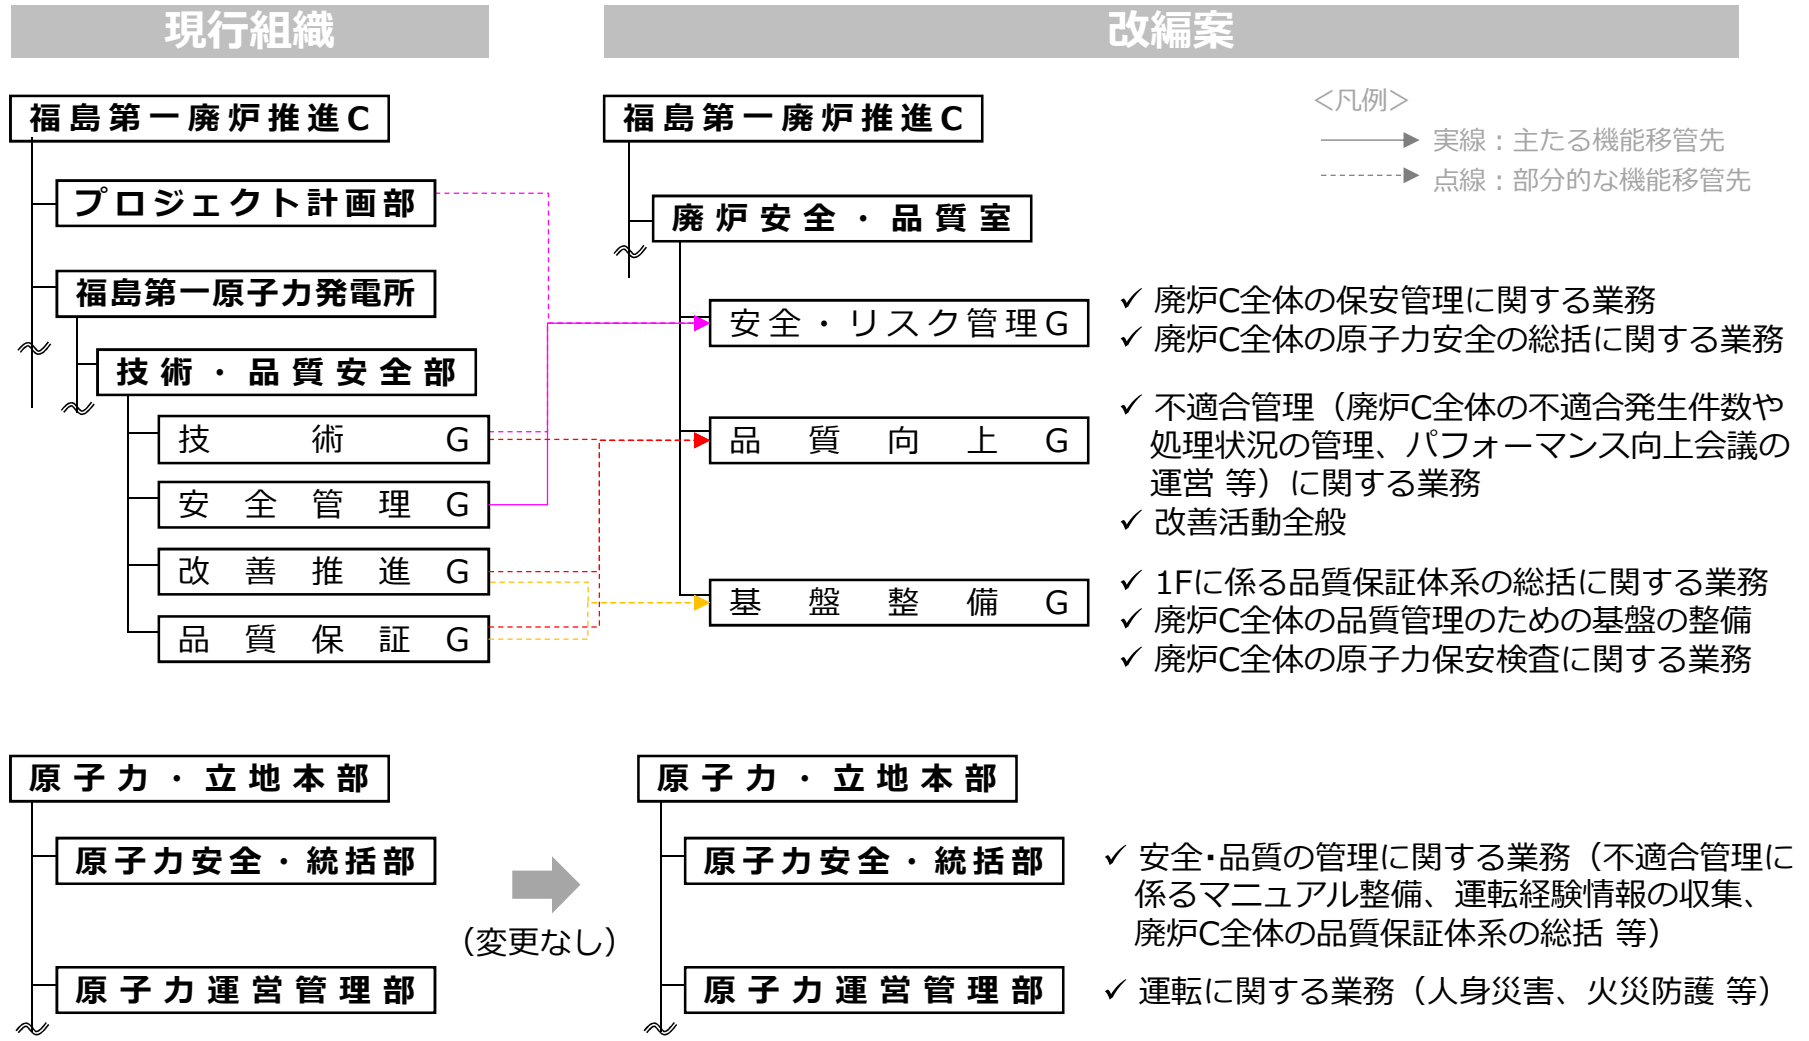 現行組織
改編案
福島第一廃炉推進C
プロジェクト計画部
福島第一原子力発電所
技術・品質安全部
技術G
安全管理G
改善推進G
品質保証G
福島第一廃炉推進C
廃炉安全・品質室
安全・リスク管理G
品質向上G
基盤整備G
＜凡例＞
実線：主たる機能移管先
点線：部分的な機能移管先
✓ 廃炉C全体の保安管理に関する業務
✓ 廃炉C全体の原子力安全の総括に関する業務
✓ 不適合管理（廃炉C全体の不適合発生件数や
処理状況の管理、パフォーマンス向上会議の
運営 等）に関する業務
✓ 改善活動全般
✓ 1Fに係る品質保証体系の総括に関する業務
✓ 廃炉C全体の品質管理のための基盤の整備
✓ 廃炉C全体の原子力保安検査に関する業務
原子力・立地本部
原子力安全・統括部
原子力運営管理部
（変更なし）
原子力・立地本部
原子力安全・統括部
原子力運営管理部
✓ 安全・品質の管理に関する業務（不適合管理に
係るマニュアル整備、運転経験情報の収集、
廃炉C全体の品質保証体系の総括 等）
✓ 運転に関する業務（人身災害、火災防護 等）